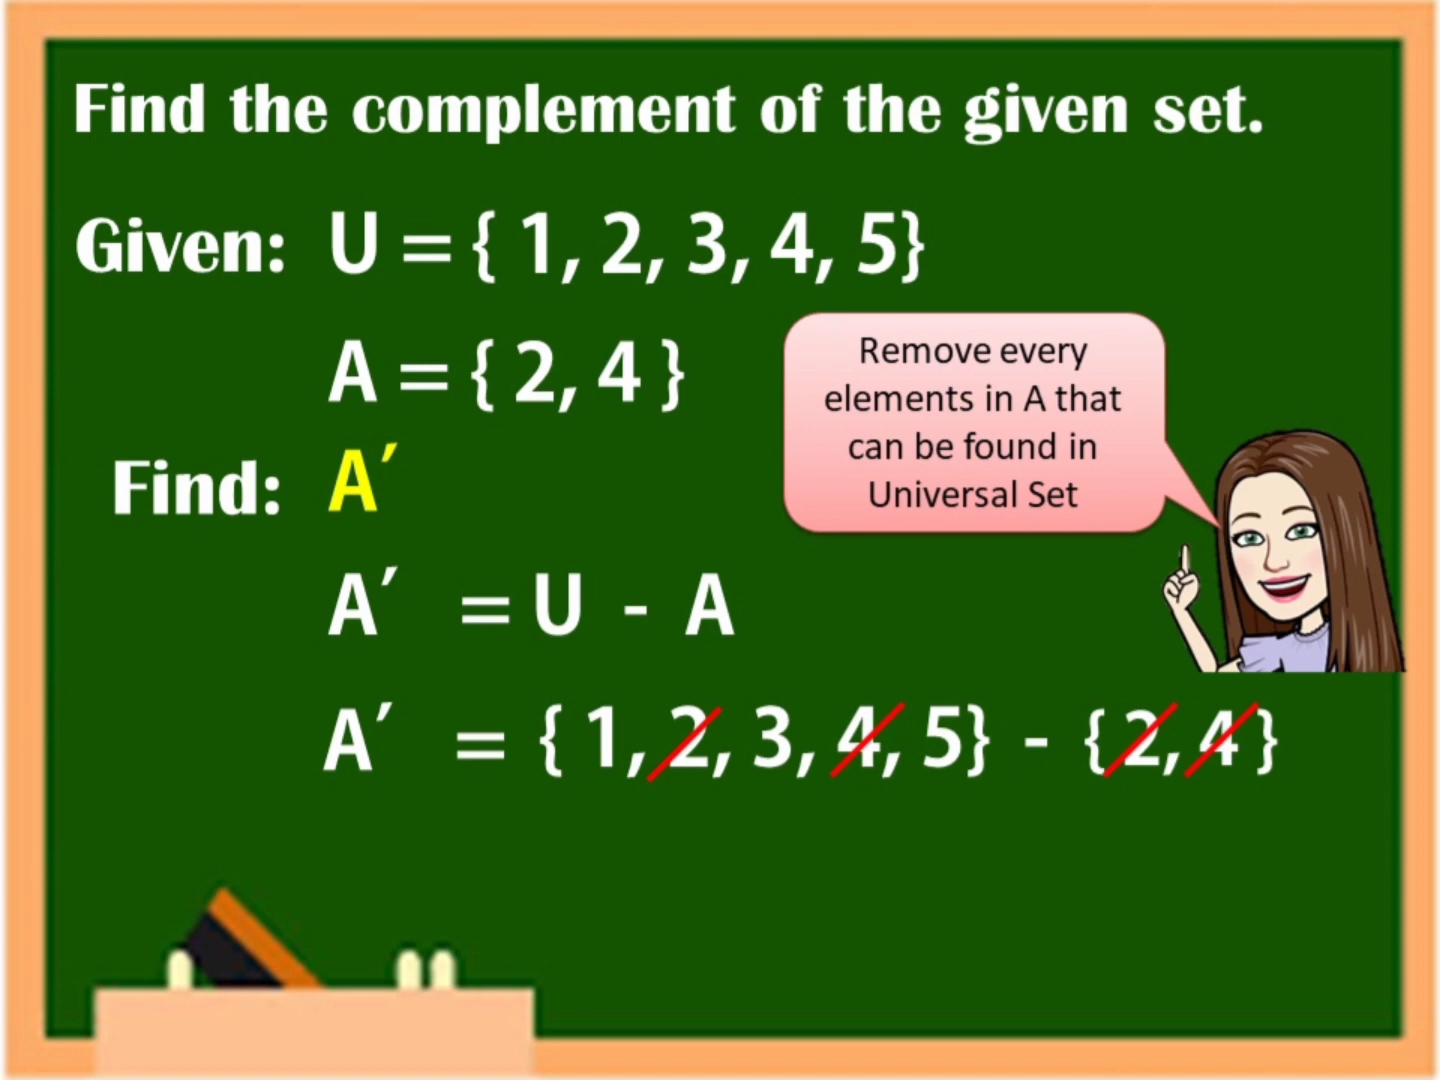 Find the complement of the given set.
Given: U = { 1, 2, 3, 4, 5}
A = { 2, 4 }
Remove every
elements in A that
can be found in
Universal Set
Find: A′
A′ = U - A
A′ = { 1, 2, 3, 4, 5} - { 2, 4 }